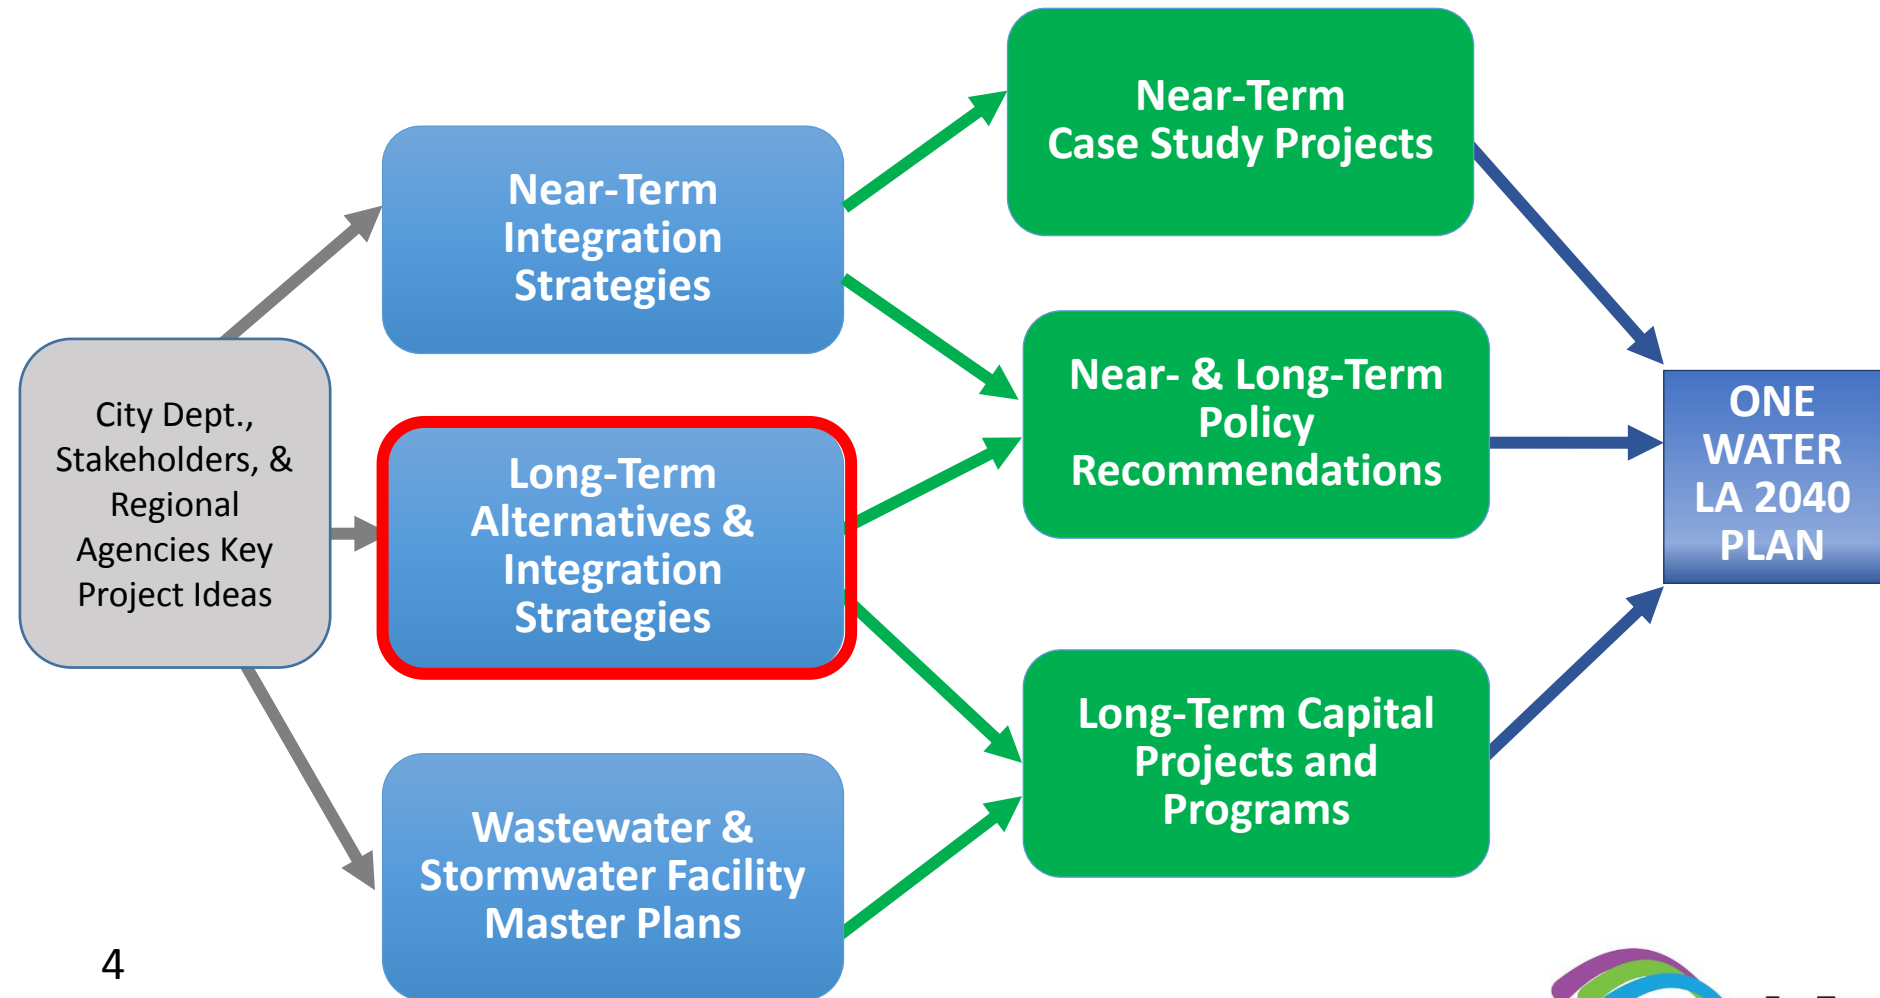 Near-Term
Case Study Projects
Near-Term
Integration
Strategies
Near- & Long-Term
Policy
Recommendations
ONE
WATER
LA 2040
PLAN
City Dept.,
Stakeholders, &
Regional
Agencies Key
Project Ideas
Long-Term
Alternatives &
Integration
Strategies
Long-Term Capital
Projects and
Programs
Wastewater &
Stormwater Facility
Master Plans
4